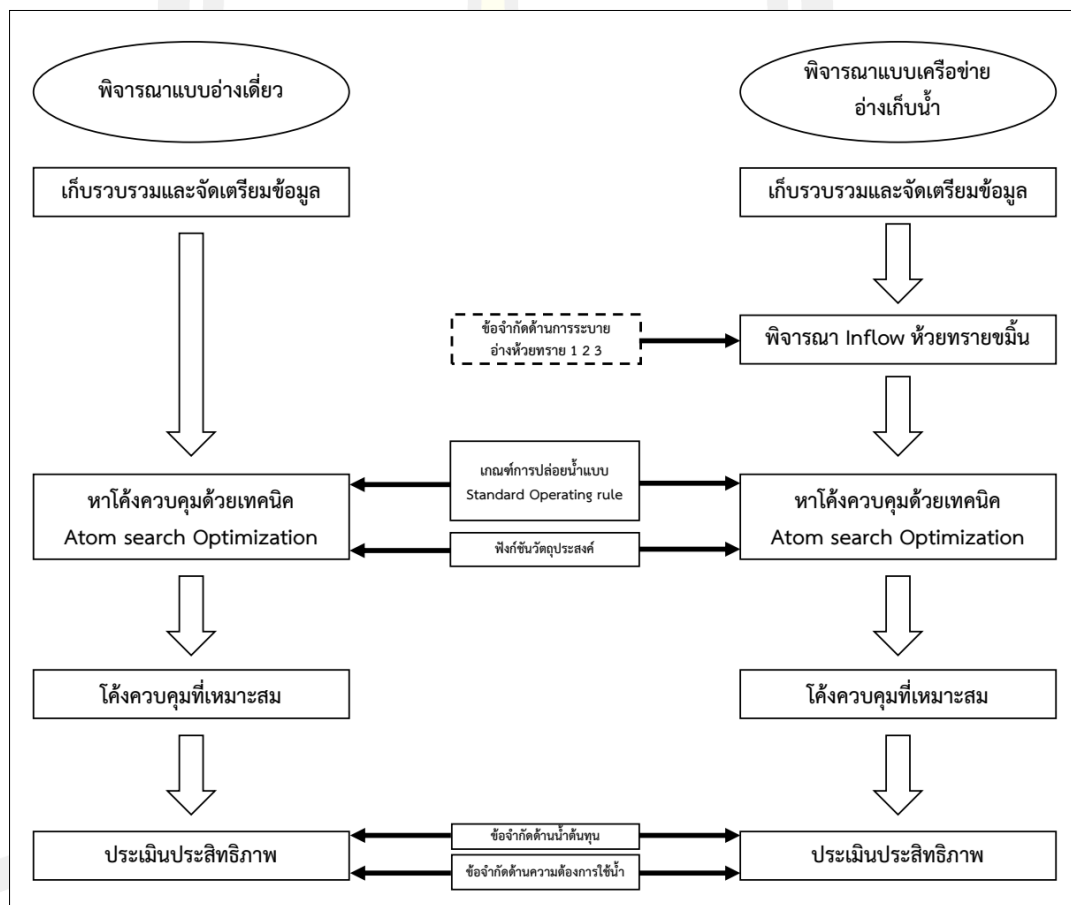 พิจารณาแบบอ่างเดี่ยว
พิจารณาแบบเครือข่าย
อ่างเก็บน้ำ
เก็บรวบรวมและจัดเตรียมข้อมูล
เก็บรวบรวมและจัดเตรียมข้อมูล
ข้อจำกัดด้านการระบาย
อ่างห้วยทราย 1 2 3
พิจารณา Inflow ห้วยทรายขมิ้น
หาโค้งควบคุมด้วยเทคนิค
Atom search Optimization
เกณฑ์การปล่อยน้ำแบบ
Standard Operating rule
ฟังก์ชันวัตถุประสงค์
หาโค้งควบคุมด้วยเทคนิค
Atom search Optimization
โค้งควบคุมที่เหมาะสม
โค้งควบคุมที่เหมาะสม
ประเมินประสิทธิภาพ
ข้อจำกัดด้านน้ำต้นทุน
ข้อจำกัดด้านความต้องการใช้น้ำ
ประเมินประสิทธิภาพ